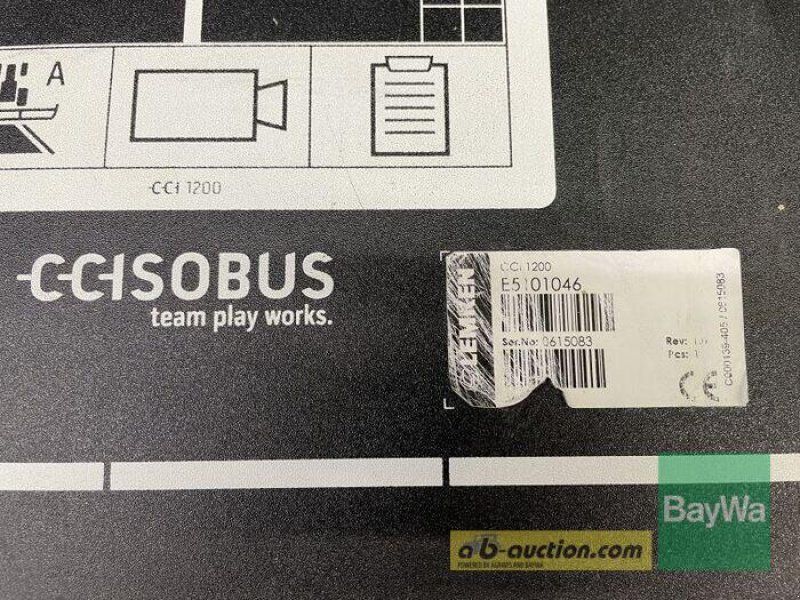 A
CCI 1200
CCISOBUS
team play works.
LEMKEN
CCI 1200
E5101046
Ser.No: 0615083
Rev:
Pcs: 1
CE
C000139-405 / 0615083
BayWa
ab-auction.com
POWERED BY AGRAVIS AND BAYWA